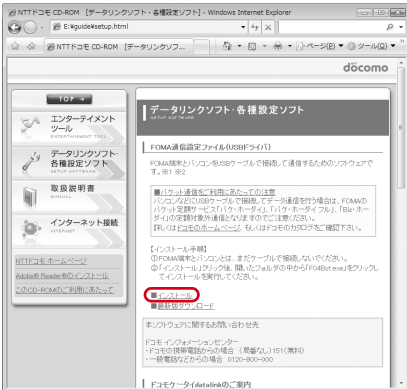 NTTドコモ CD-ROM [データリンクソフト・各種設定ソフト] - Windows Internet Explorer
E:¥guide¥setup.html
NTTドコモ CD-ROM [データリンクソフ...
ページ(P) ツール(O)
döcomo
TOP →
エンターテイメント
ツール
ENTERTAINMENT TOOL
データリンクソフト・
各種設定ソフト
SETUP SOFTWARE
取扱説明書
MANUAL
インターネット接続
INTERNET
NTTドコモ ホームページ
Adobe® Reader®のインストール
このCD-ROMのご利用にあたって
データリンクソフト・各種設定ソフト
SETUP SOFTWARE
FOMA通信設定ファイル(USBドライバ)
FOMA端末とパソコンをUSBケーブルで接続して通信するためのソフトウェアで
す。※1 ※2
■パケット通信をご利用にあたっての注意
パソコンなどにUSBケーブルで接続してデータ通信を行う場合は、FOMAの
パケット定額サービス「パケ・ホーダイ」、「パケ・ホーダイフル」、「Biz・ホー
ダイ」の定額対象外通信となりますのでご注意ください。
詳しくはドコモのホームページ、もしくはドコモのカタログをご確認下さい。
【インストール手順】
①FOMA端末とパソコンとは、まだケーブルで接続しないでください。
②「インストール」クリック後、開いたフォルダの中から「F04Bst.exe」をクリックし
てインストールを実行してください。
■インストール
■最新版ダウンロード
本ソフトウェアに関するお問い合わせ先
ドコモ インフォメーションセンター
・ドコモの携帯電話からの場合 (局番なし)151(無料)
・一般電話などからの場合 0120-800-000
ドコモケータイdatalinkのご案内